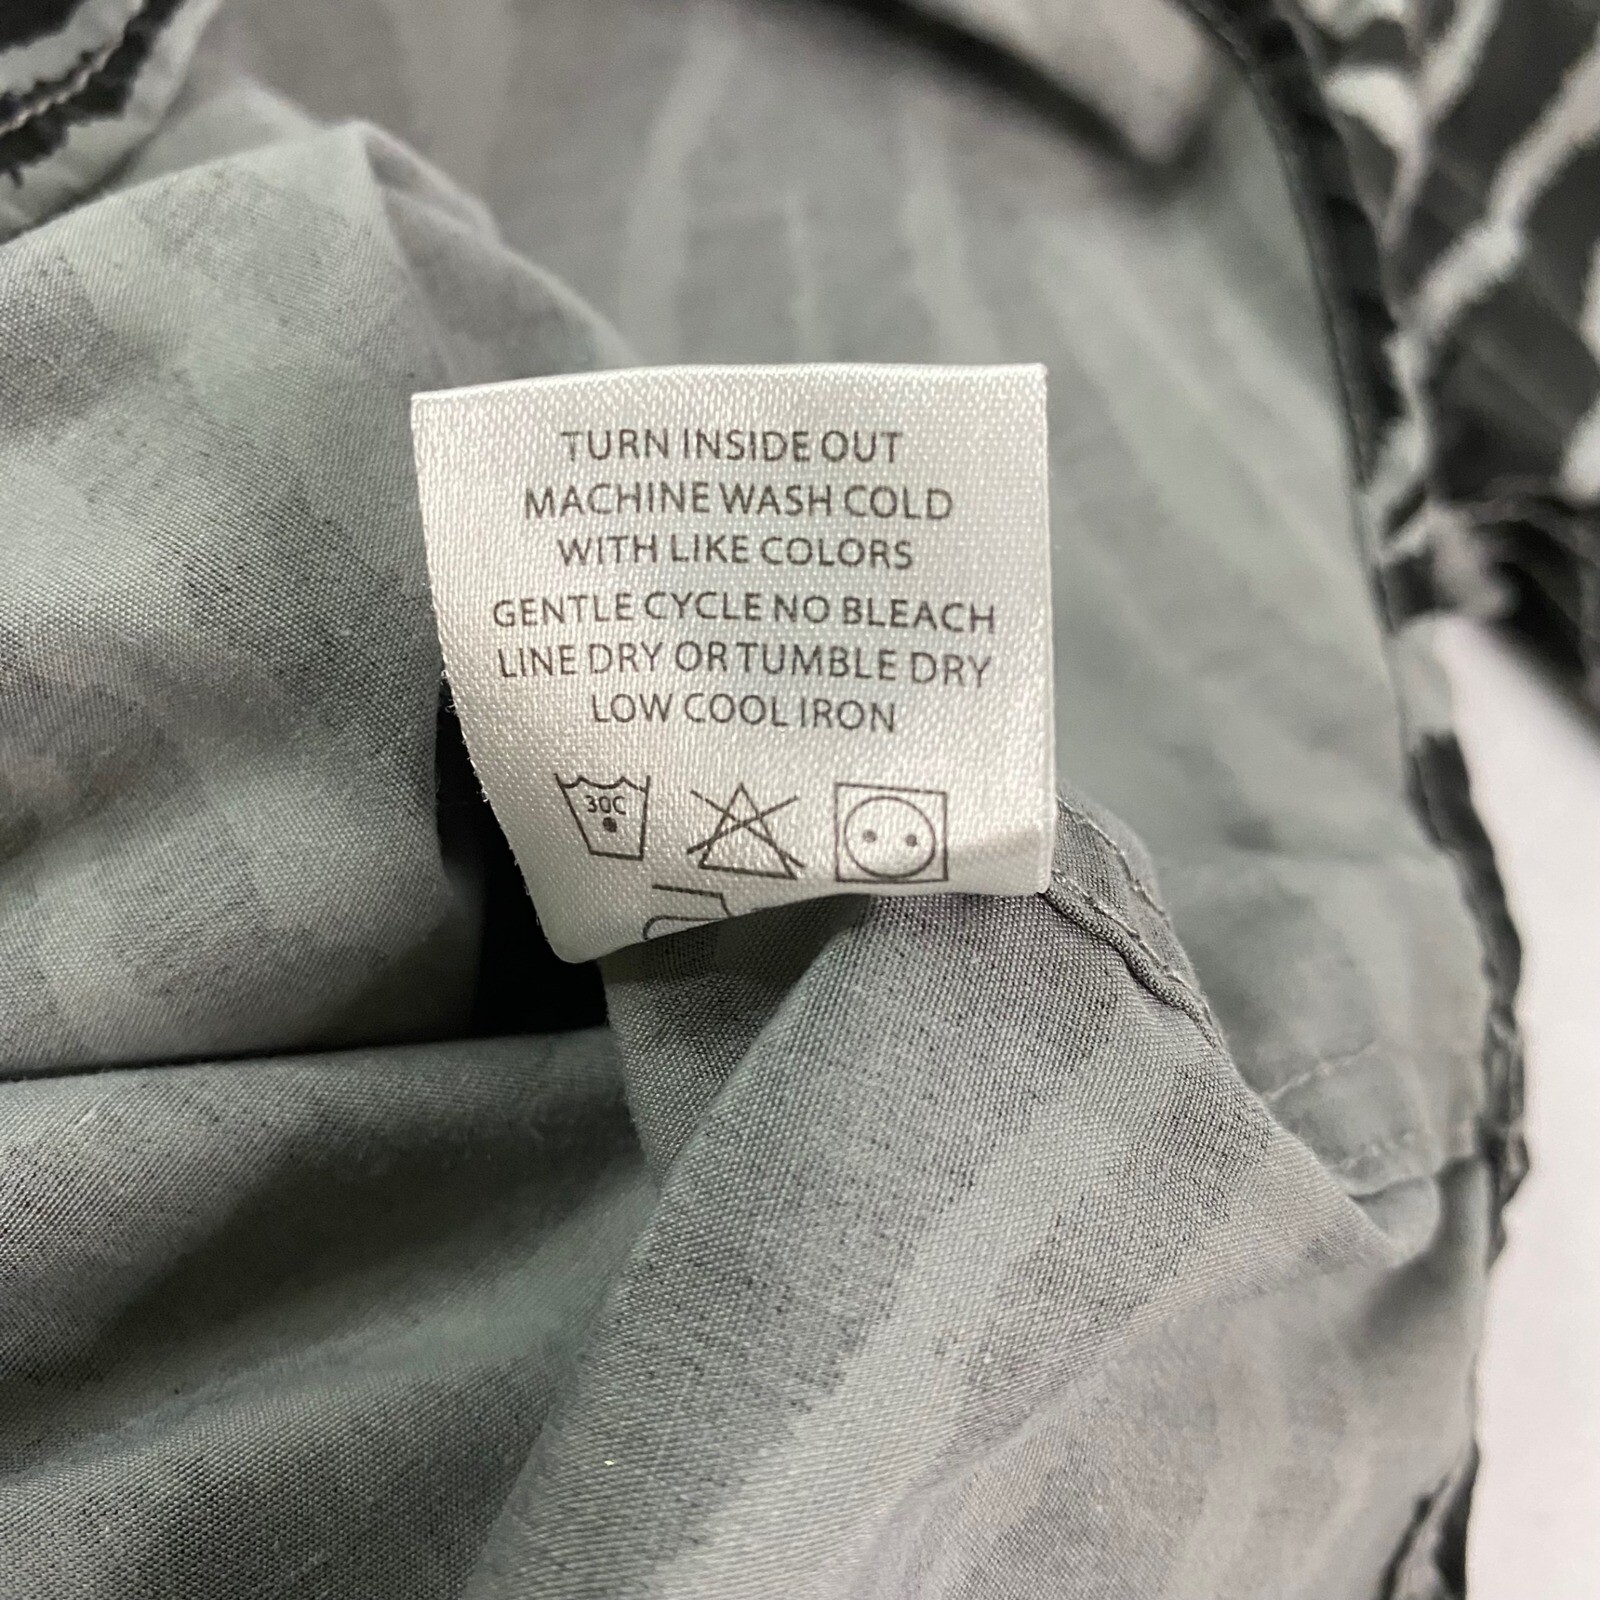 TURN INSIDE OUT
MACHINE WASH COLD
WITH LIKE COLORS
GENTLE CYCLE NO BLEACH
LINE DRY OR TUMBLE DRY
LOW COOL IRON
30C